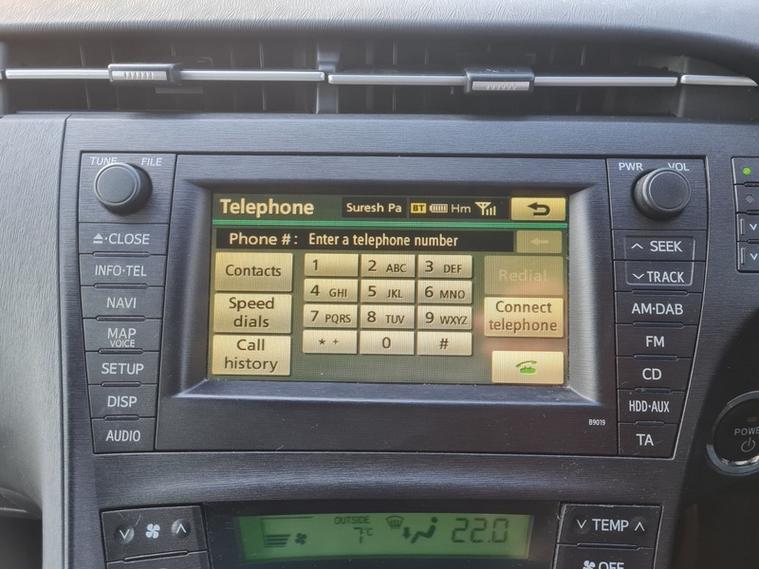 TUNE FILE
PWR VOL
Telephone Suresh Pa BT Hm
Phone #: Enter a telephone number
Contacts
Speed
dials
Call
history
1
2 ABC
3 DEF
4 GHI
5 JKL
6 MNO
7 PQRS
8 TUV
9 WXYZ
* +
0
#
Redial
Connect
telephone
CLOSE
INFO·TEL
NAVI
MAP
VOICE
SETUP
DISP
AUDIO
SEEK
TRACK
AM·DAB
FM
CD
HDD·AUX
TA
B9019
POWE
OUTSIDE
7°C
22.0
TEMP
OFF